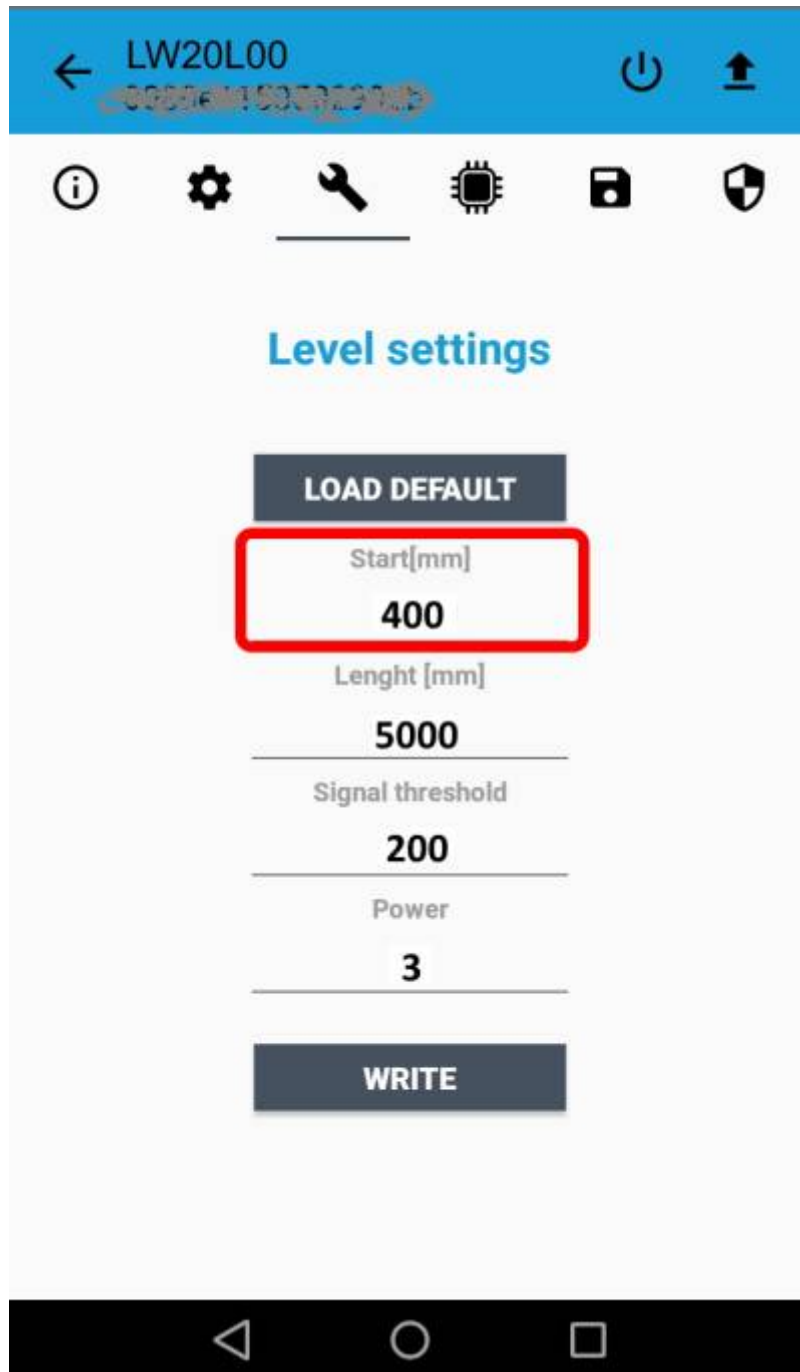 LW20L00
Level settings
LOAD DEFAULT
Start[mm]
400
Lenght [mm]
5000
Signal threshold
200
Power
3
WRITE